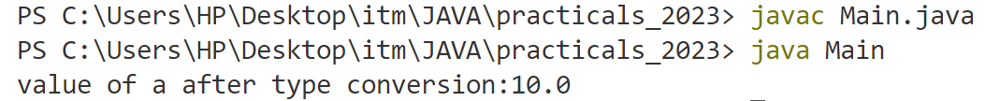 PS C:\Users\HP\Desktop\itm\JAVA\practicals_2023> javac Main.java
PS C:\Users\HP\Desktop\itm\JAVA\practicals_2023> java Main
value of a after type conversion:10.0